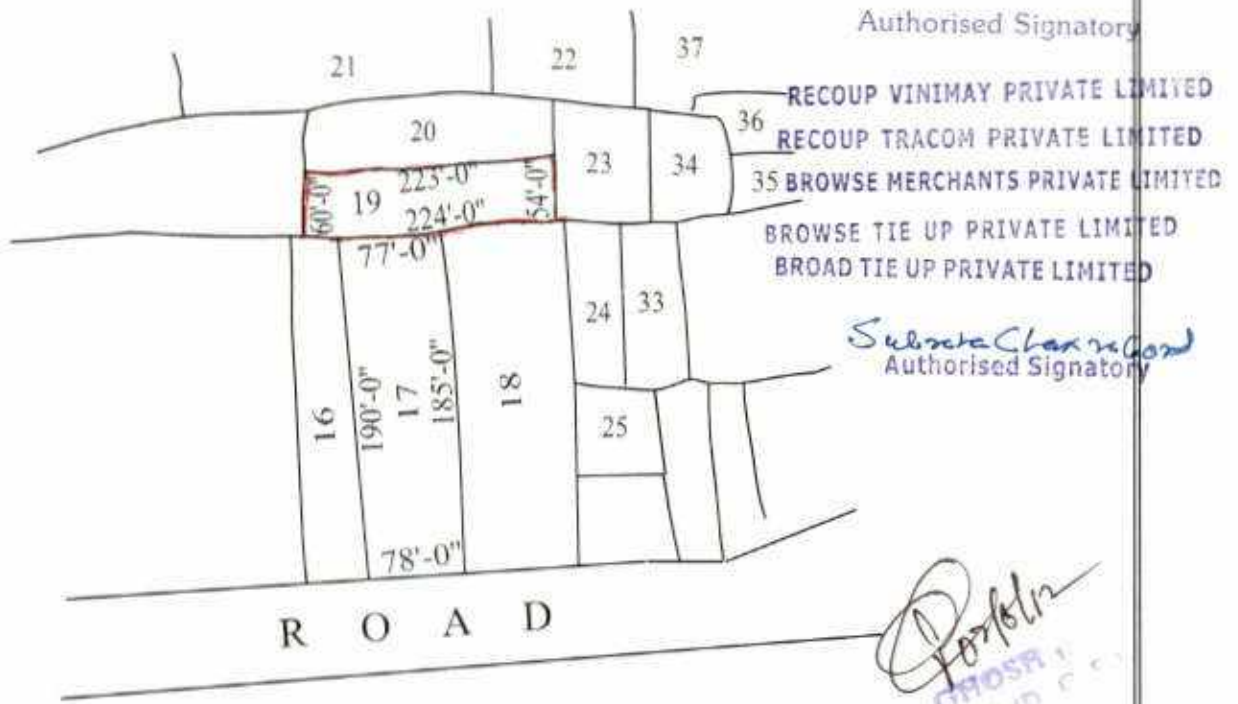 Authorised Signatory
21
22
37
RECOUP VINIMAY PRIVATE LIMITED
20
36
RECOUP TRACOM PRIVATE LIMITED
23
34
35 BROWSE MERCHANTS PRIVATE LIMITED
60'-0"
19
223'-0"
224'-0"
54'-0"
BROWSE TIE UP PRIVATE LIMITED
77'-0"
BROAD TIE UP PRIVATE LIMITED
24
33
Authorised Signatory
16
190'-0"
17
185'-0"
18
25
78'-0"
ROAD